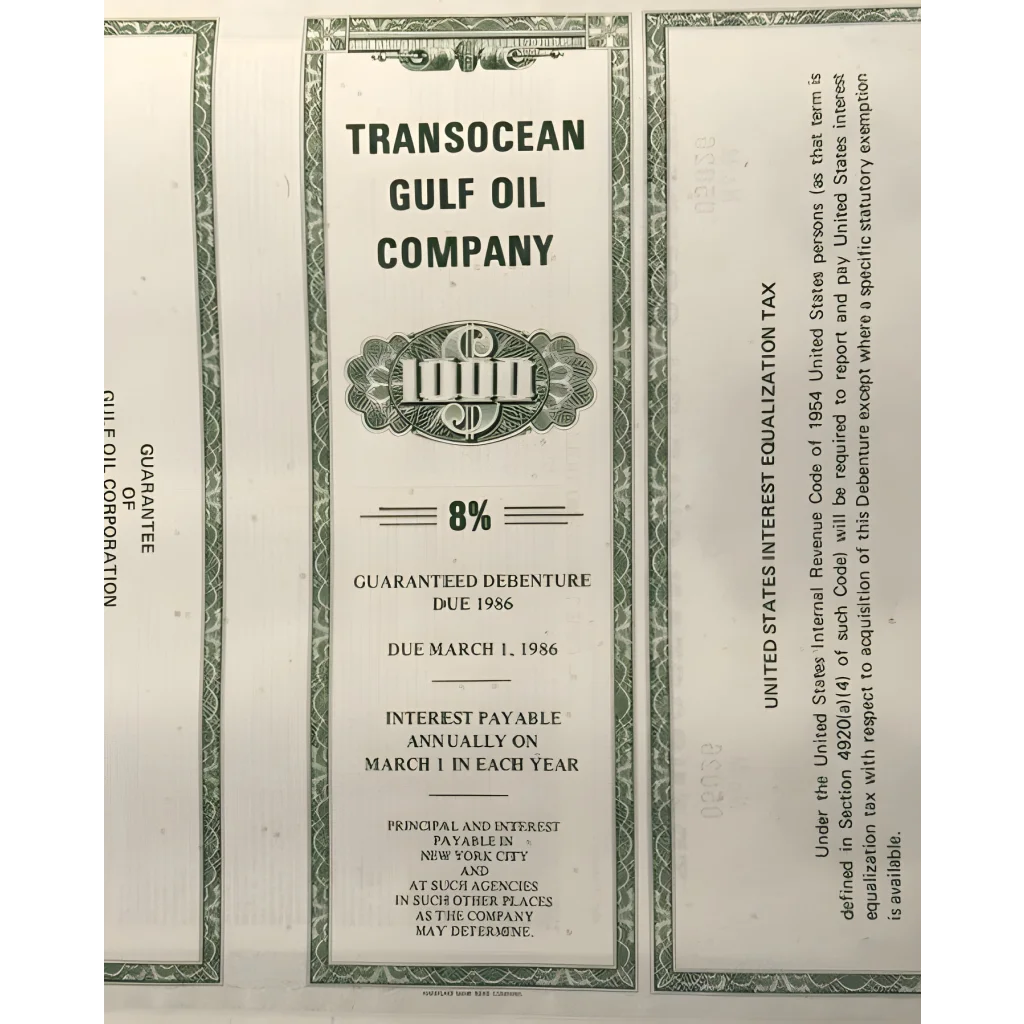 GUARANTEE
OF
GULF OIL CORPORATION
TRANSOCEAN
GULF OIL
COMPANY
$
1000
$
8%
GUARANTEED DEBENTURE
DUE 1986
DUE MARCH 1, 1986
INTEREST PAYABLE
ANNUALLY ON
MARCH 1 IN EACH YEAR
PRINCIPAL AND INTEREST
PAYABLE IN
NEW YORK CITY
AND
AT SUCH AGENCIES
IN SUCH OTHER PLACES
AS THE COMPANY
MAY DETERMINE.
UNITED STATES INTEREST EQUALIZATION TAX
Under the United States Internal Revenue Code of 1954 United States persons (as that term is
defined in Section 4920(a)(4) of such Code) will be required to report and pay United States interest
equalization tax with respect to acquisition of this Debenture except where a specific statutory exemption
is available.